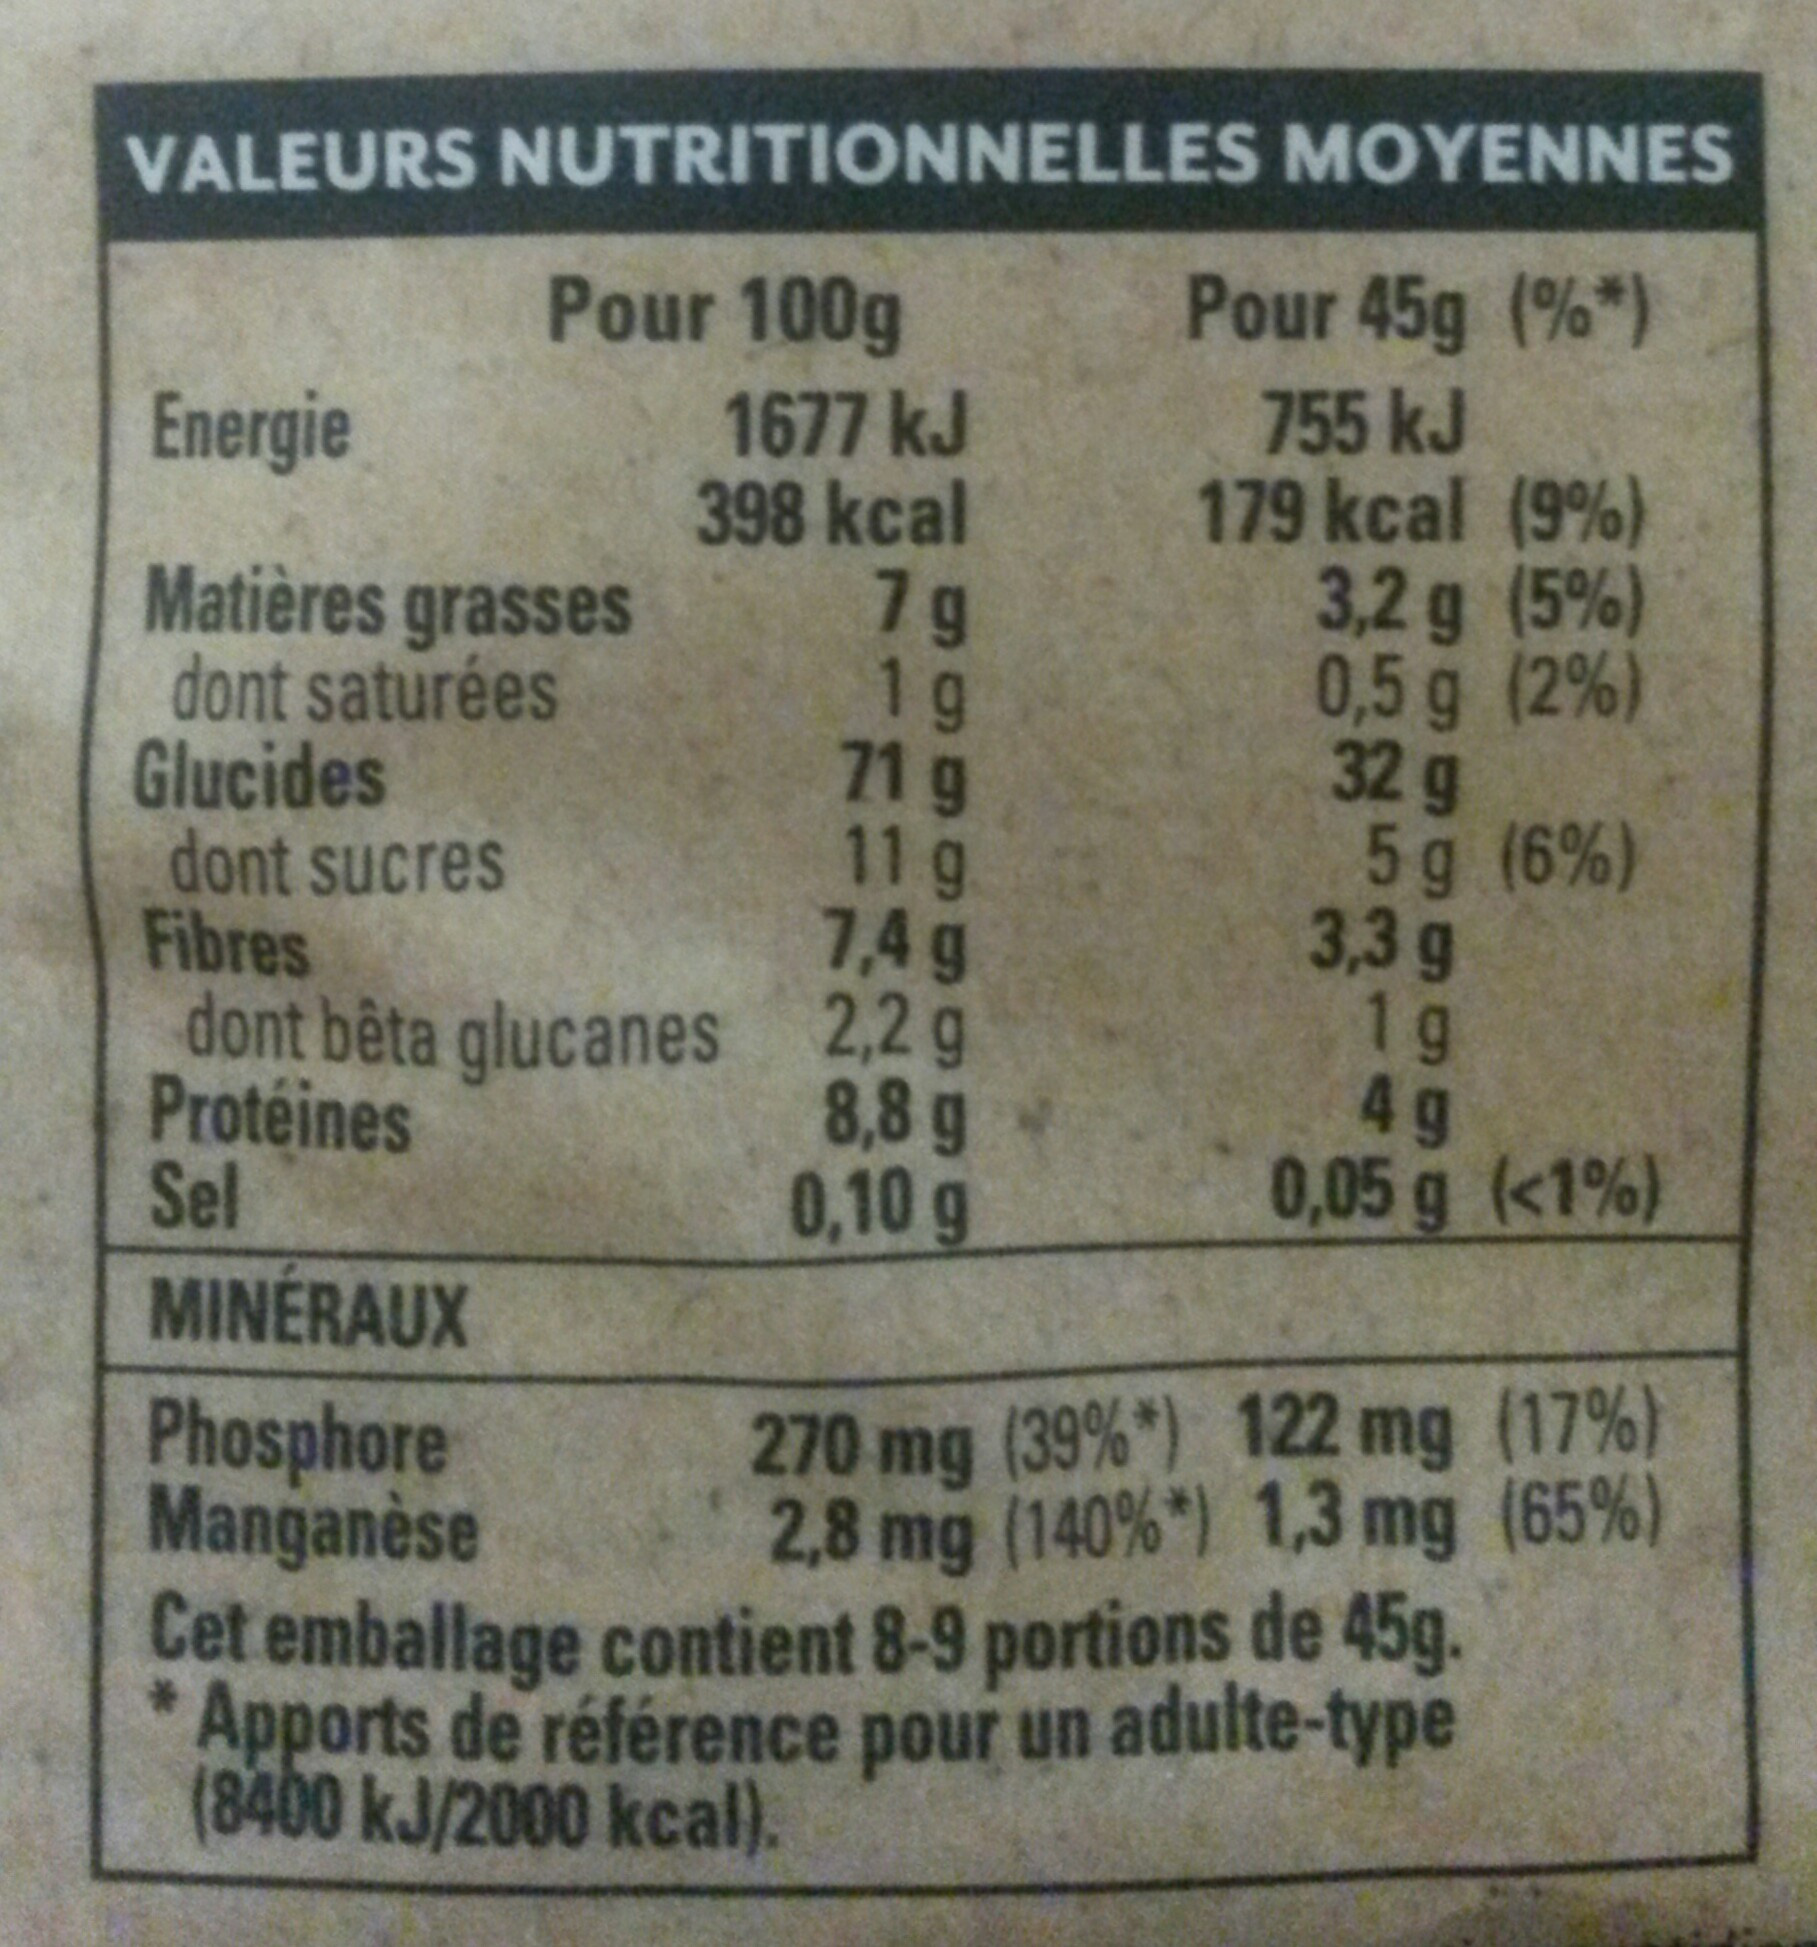 VALEURS NUTRITIONNELLES MOYENNES
Pour 100g Pour 45g (%*)
Energie 1677 kJ 755 kJ
398 kcal 179 kcal (9%)
Matières grasses 7 g 3,2 g (5%)
dont saturées 1 g 0,5 g (2%)
Glucides 71 g 32 g
dont sucres 11 g 5 g (6%)
Fibres 7,4 g 3,3 g
dont bêta glucanes 2,2 g 1 g
Protéines 8,8 g 4 g
Sel 0,10 g 0,05 g (<1%)
MINÉRAUX
Phosphore 270 mg (39%*) 122 mg (17%)
Manganèse 2,8 mg (140%*) 1,3 mg (65%)
Cet emballage contient 8-9 portions de 45g.
* Apports de référence pour un adulte-type
(8400 kJ/2000 kcal).